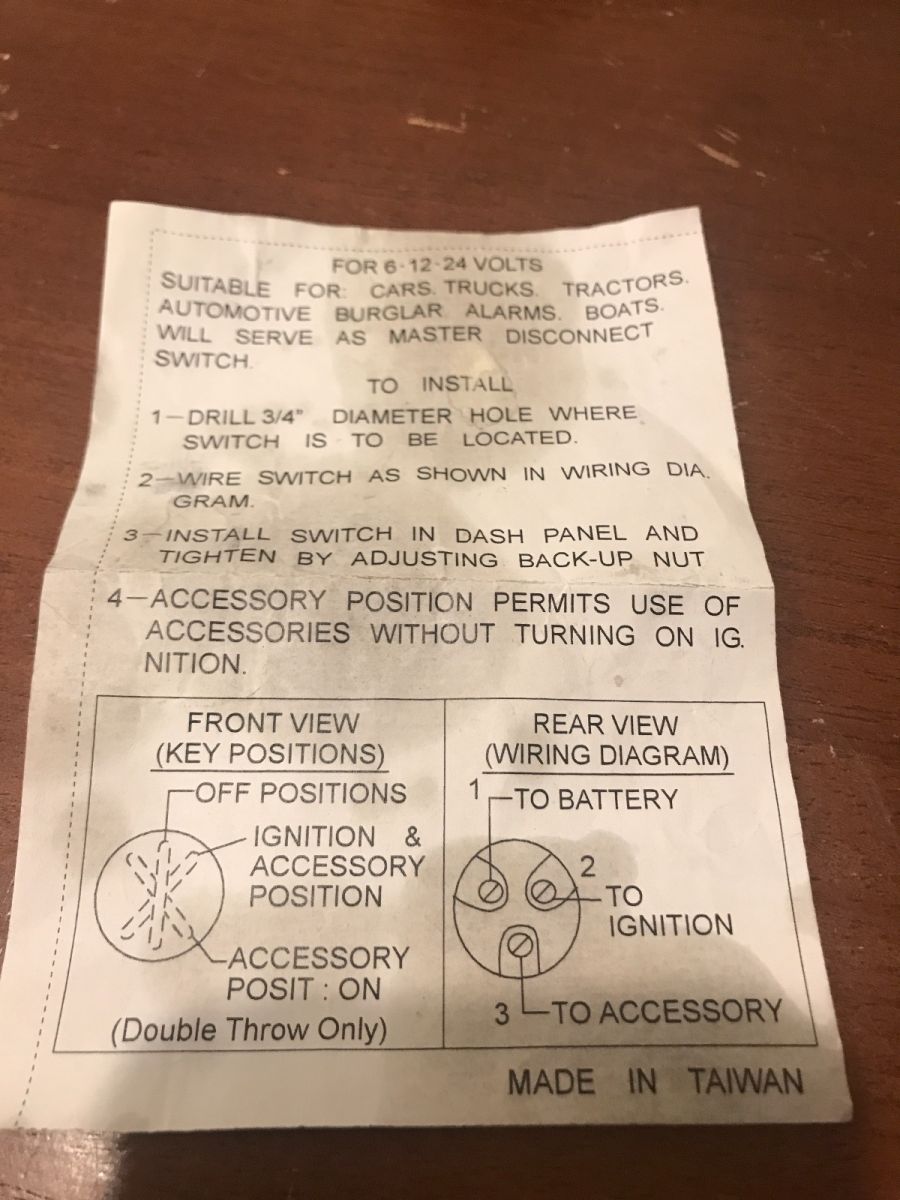 FOR 6-12-24 VOLTS
SUITABLE FOR: CARS. TRUCKS. TRACTORS.
AUTOMOTIVE BURGLAR ALARMS. BOATS.
WILL SERVE AS MASTER DISCONNECT
SWITCH.
TO INSTALL
1-DRILL 3/4" DIAMETER HOLE WHERE
SWITCH IS TO BE LOCATED.
2-WIRE SWITCH AS SHOWN IN WIRING DIA.
GRAM.
3-INSTALL SWITCH IN DASH PANEL AND
TIGHTEN BY ADJUSTING BACK-UP NUT
4-ACCESSORY POSITION PERMITS USE OF
ACCESSORIES WITHOUT TURNING ON IG.
NITION.
FRONT VIEW
(KEY POSITIONS)
OFF POSITIONS
IGNITION &
ACCESSORY
POSITION
ACCESSORY
POSIT : ON
(Double Throw Only)
REAR VIEW
(WIRING DIAGRAM)
1 TO BATTERY
2
TO
IGNITION
3 TO ACCESSORY
MADE IN TAIWAN